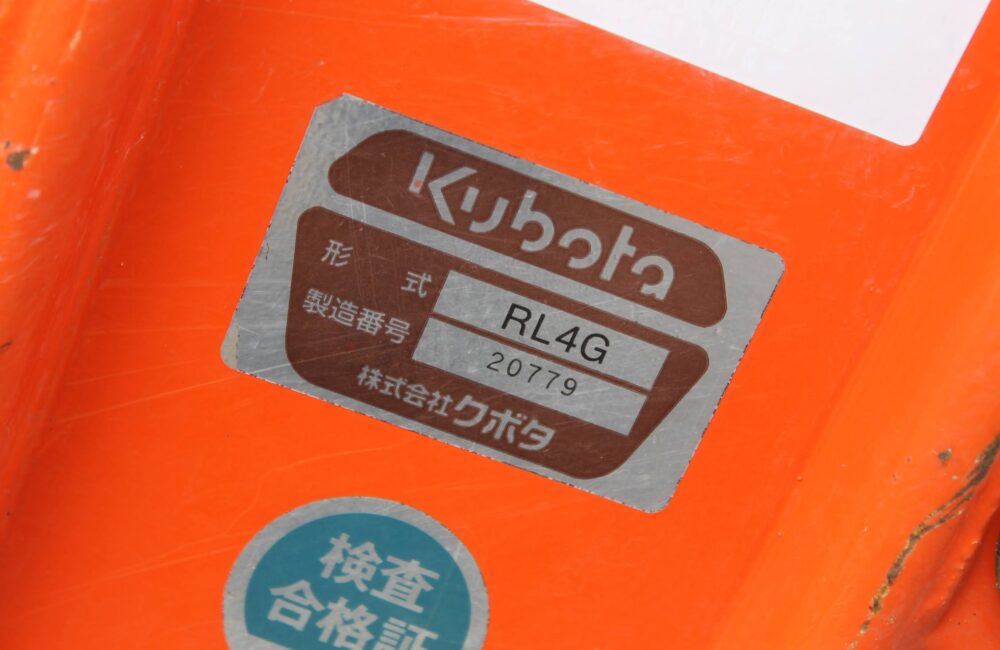 Kubota
形式 RL4G
製造番号 20779
株式会社クボタ
検査
合格証